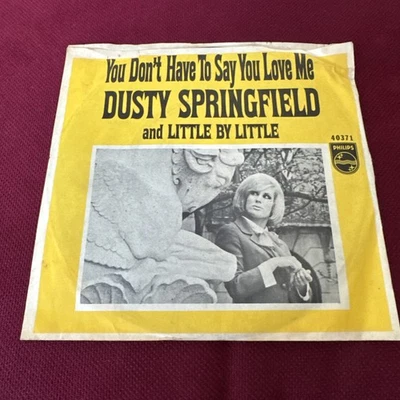 You Don't Have To Say You Love Me
DUSTY SPRINGFIELD
and LITTLE BY LITTLE
40371
PHILIPS